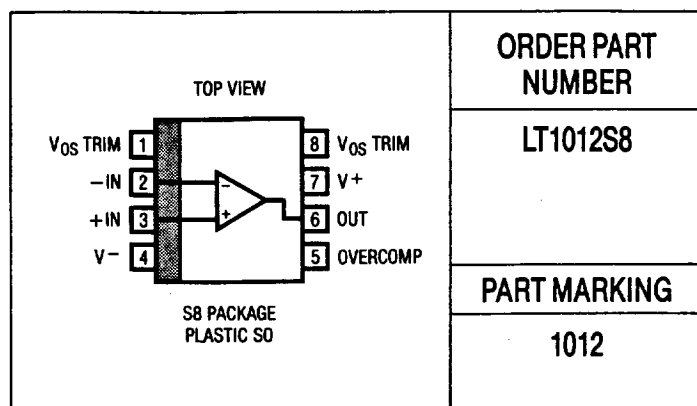 TOP VIEW
VOS TRIM 1
8 VOS TRIM
−IN 2
−
7 V+
+IN 3
+
6 OUT
V− 4
5 OVERCOMP
S8 PACKAGE
PLASTIC SO
ORDER PART
NUMBER
LT1012S8
PART MARKING
1012